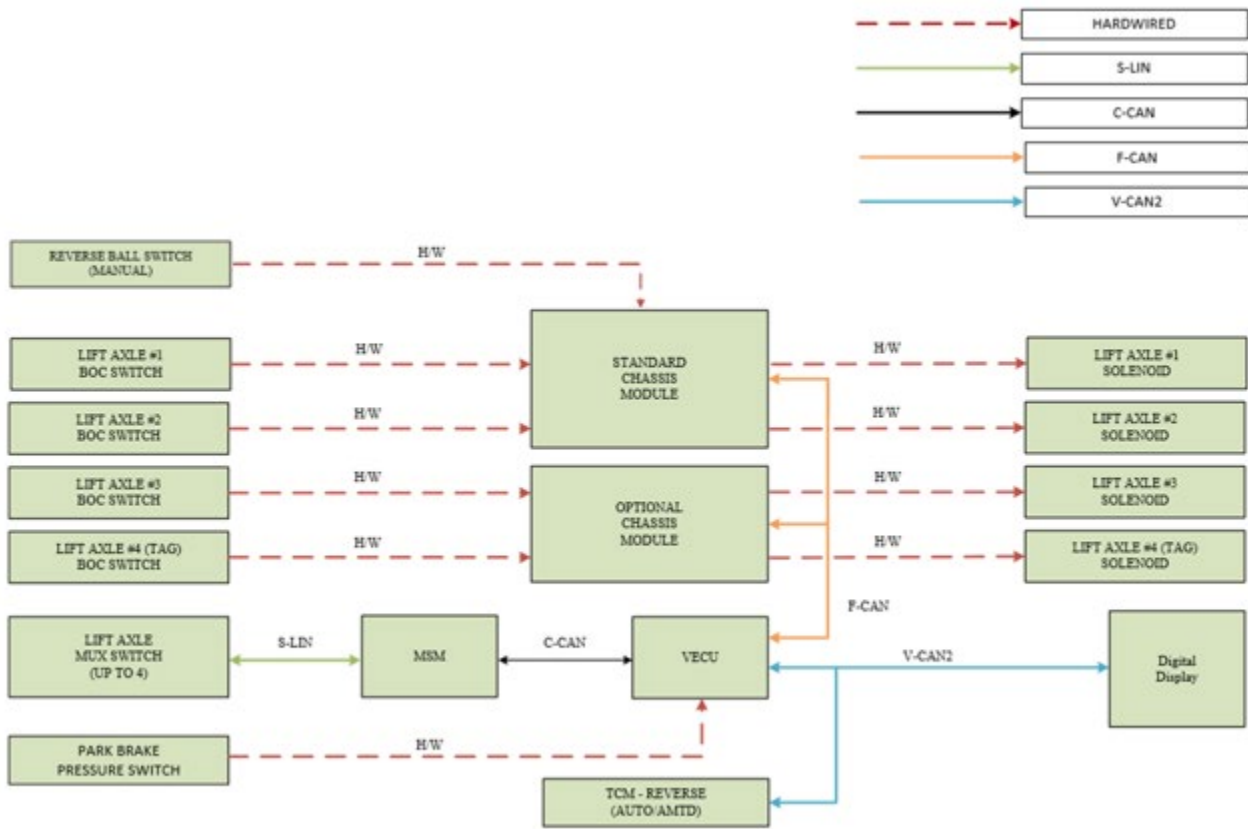 HARDWIRED
S-LIN
C-CAN
F-CAN
V-CAN2
REVERSE BALL SWITCH
(MANUAL)
H/W
LIFT AXLE #1
BOC SWITCH
H/W
STANDARD
CHASSIS
MODULE
H/W
LIFT AXLE #1
SOLENOID
LIFT AXLE #2
BOC SWITCH
H/W
H/W
LIFT AXLE #2
SOLENOID
LIFT AXLE #3
BOC SWITCH
H/W
OPTIONAL
CHASSIS
MODULE
H/W
LIFT AXLE #3
SOLENOID
LIFT AXLE #4 (TAG)
BOC SWITCH
H/W
H/W
LIFT AXLE #4 (TAG)
SOLENOID
F-CAN
LIFT AXLE
MUX SWITCH
(UP TO 4)
S-LIN
MSM
C-CAN
VECU
V-CAN2
Digital
Display
PARK BRAKE
PRESSURE SWITCH
H/W
TCM - REVERSE
(AUTO/AMTD)